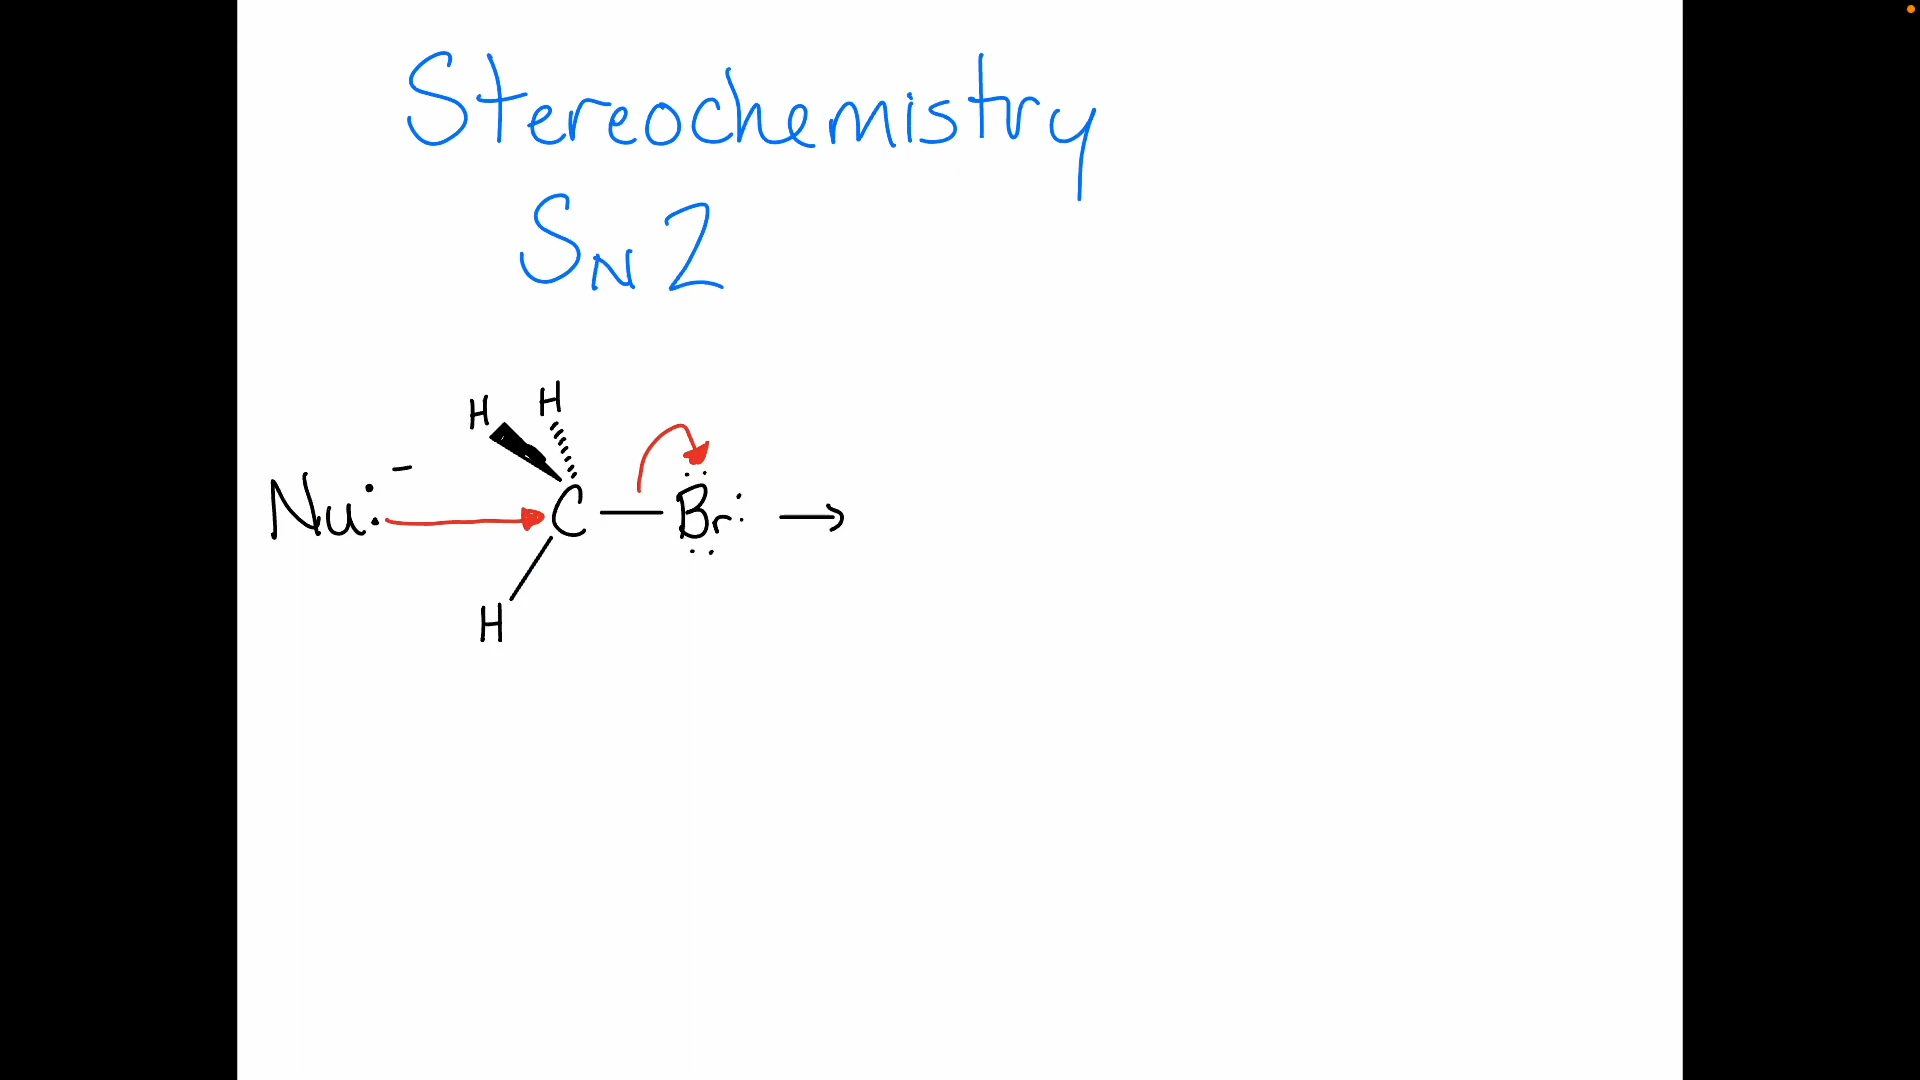 Stereochemistry
SN2
H H
Nu:⁻ C—Br: →
H